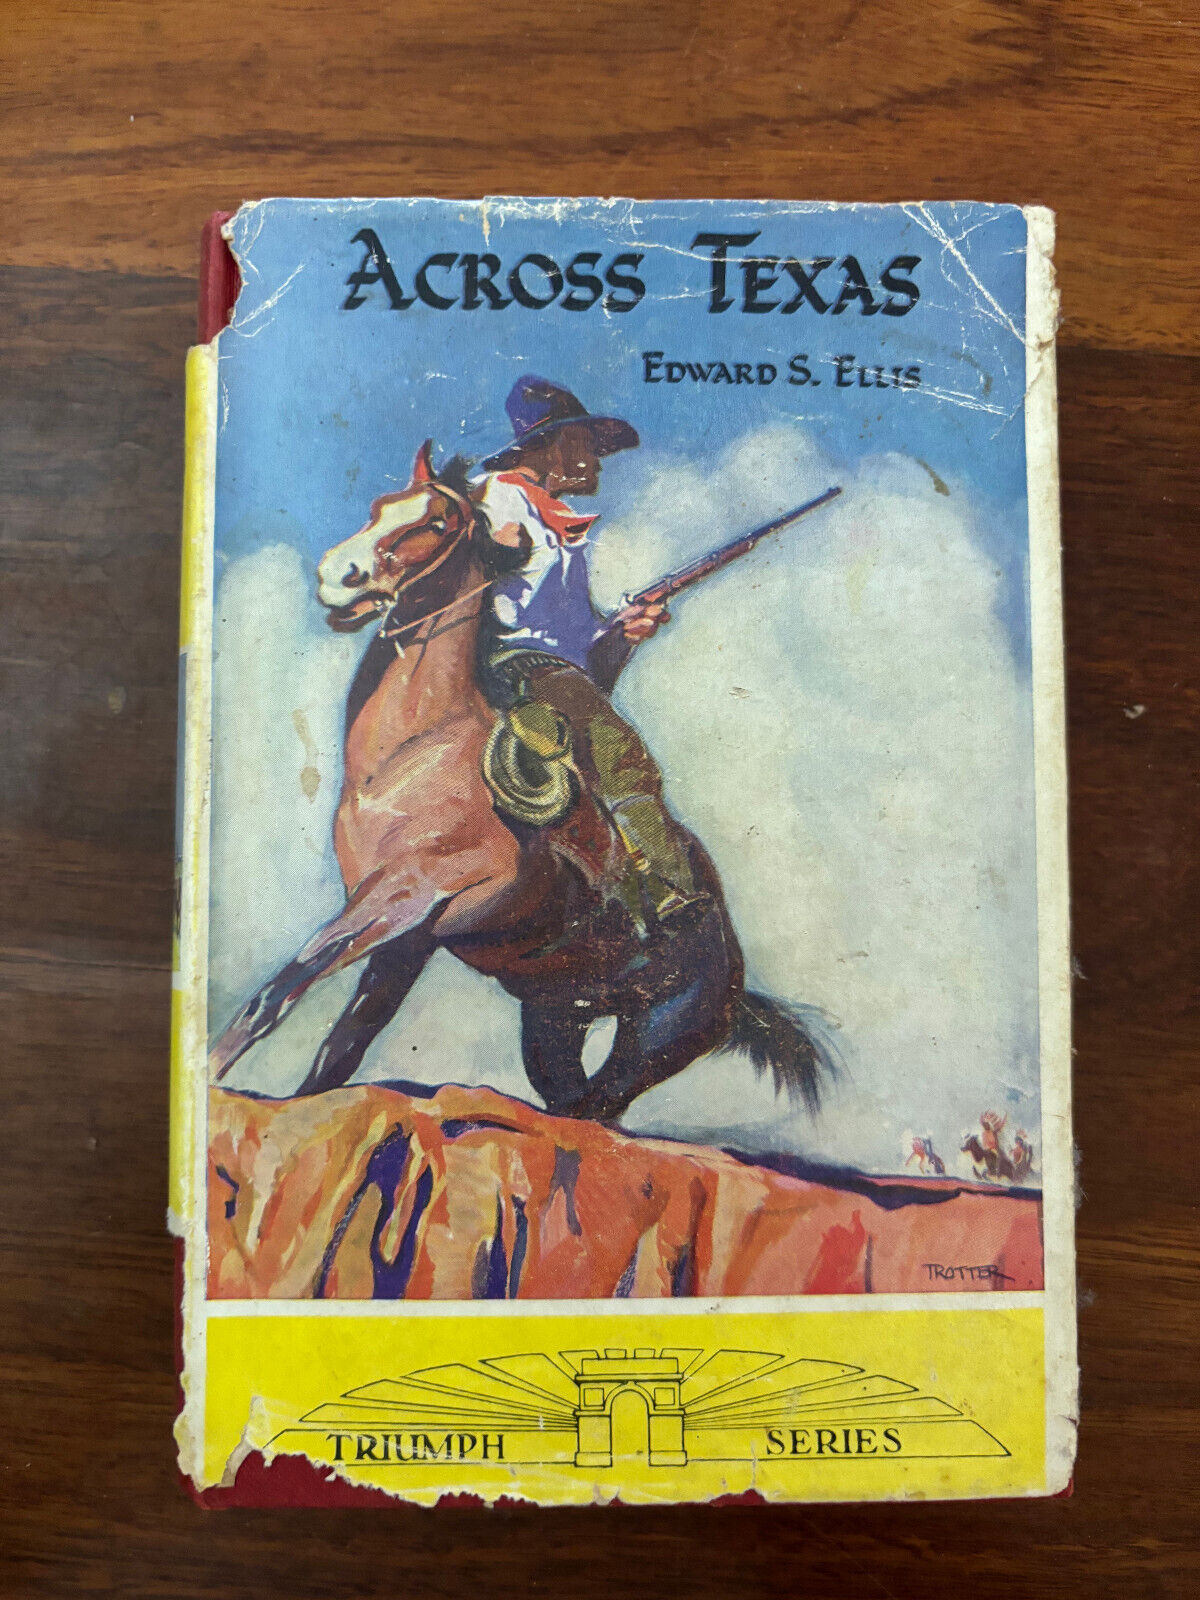 ACROSS TEXAS
EDWARD S. ELLIS
TROTTER
TRIUMPH SERIES